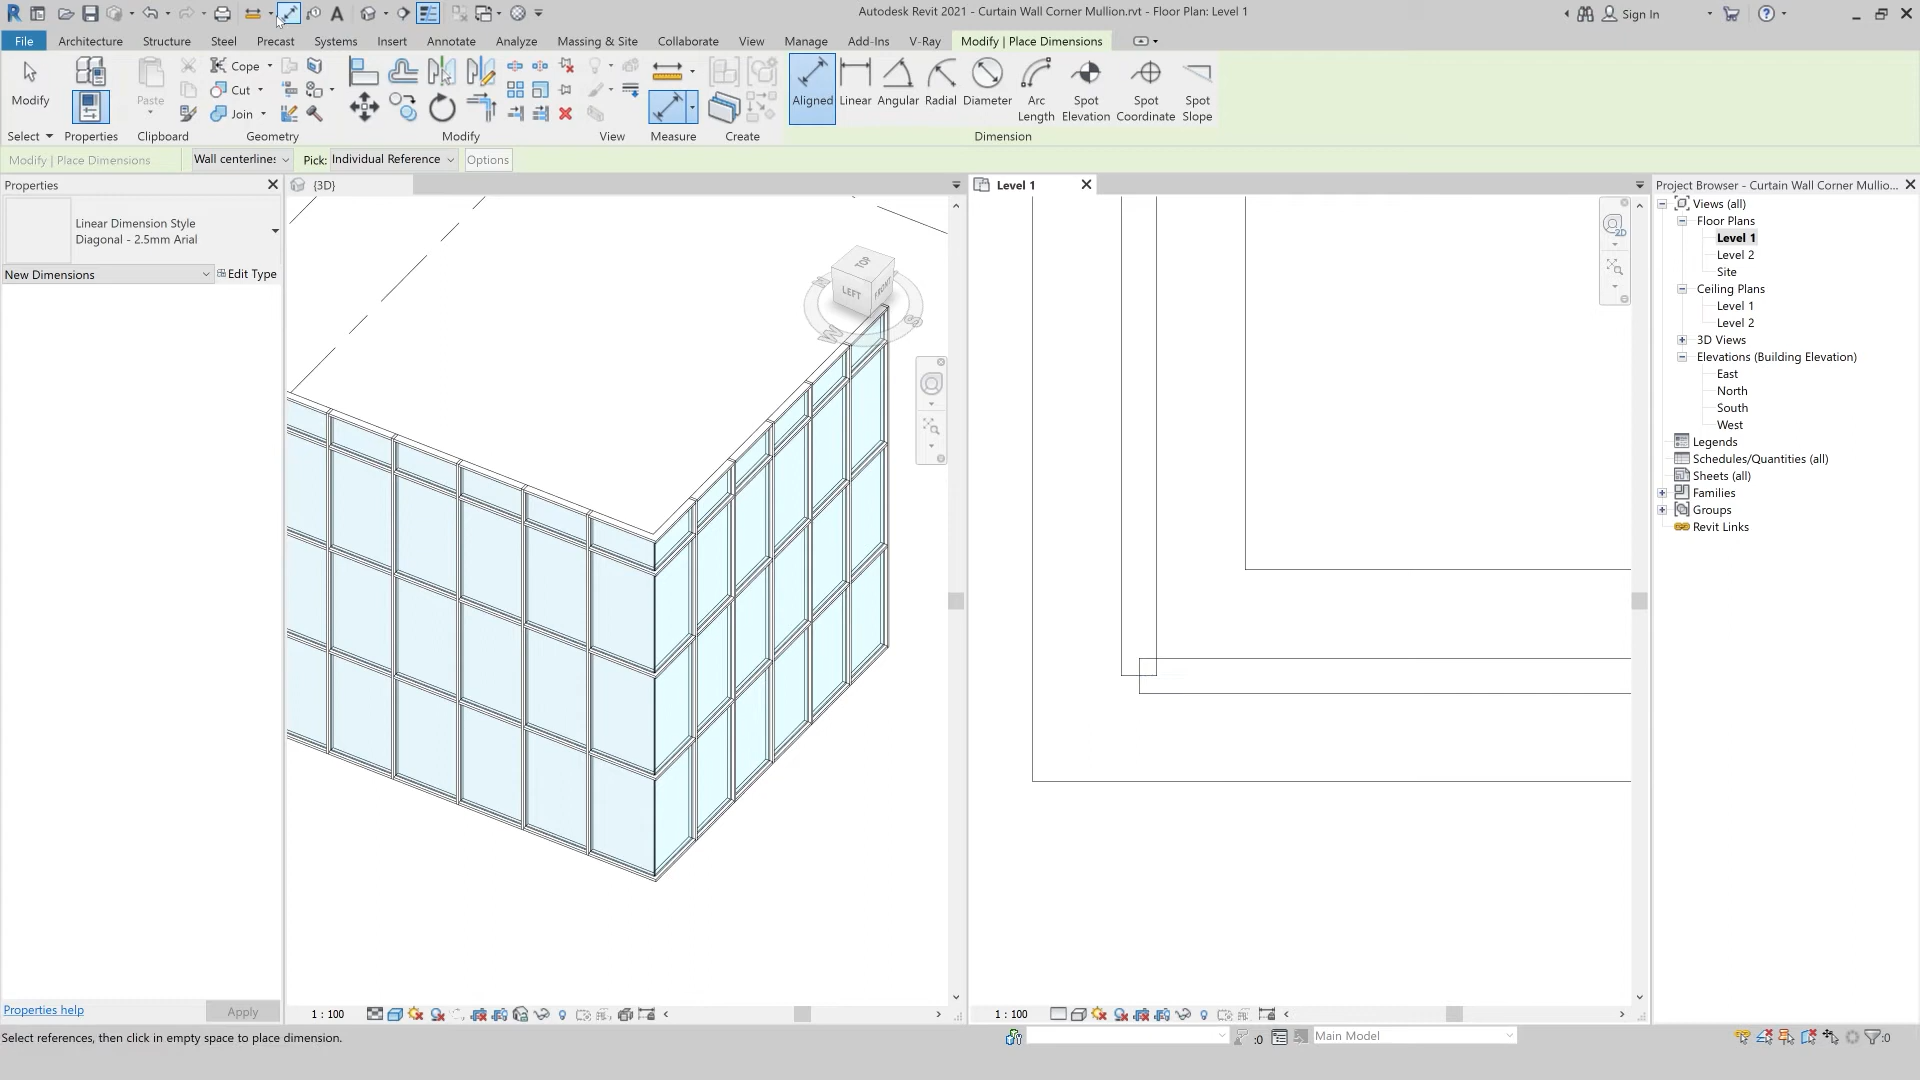 Autodesk Revit 2021 - Curtain Wall Corner Mullion.rvt - Floor Plan: Level 1
Sign In
File Architecture Structure Steel Precast Systems Insert Annotate Analyze Massing & Site Collaborate View Manage Add-Ins V-Ray Modify | Place Dimensions
Modify
Paste
Cope
Cut
Join
Aligned Linear Angular Radial Diameter Arc Length Spot Elevation Spot Coordinate Spot Slope
Select Properties Clipboard Geometry Modify View Measure Create Dimension
Modify | Place Dimensions Wall centerlines Pick: Individual Reference Options
Properties
Linear Dimension Style
Diagonal - 2.5mm Arial
New Dimensions Edit Type
Properties help Apply
{3D}
TOP
LEFT FRONT
W S
1 : 100
Level 1
2D
1 : 100
Project Browser - Curtain Wall Corner Mullio...
Views (all)
Floor Plans
Level 1
Level 2
Site
Ceiling Plans
Level 1
Level 2
3D Views
Elevations (Building Elevation)
East
North
South
West
Legends
Schedules/Quantities (all)
Sheets (all)
Families
Groups
Revit Links
Select references, then click in empty space to place dimension.
:0
Main Model
:0